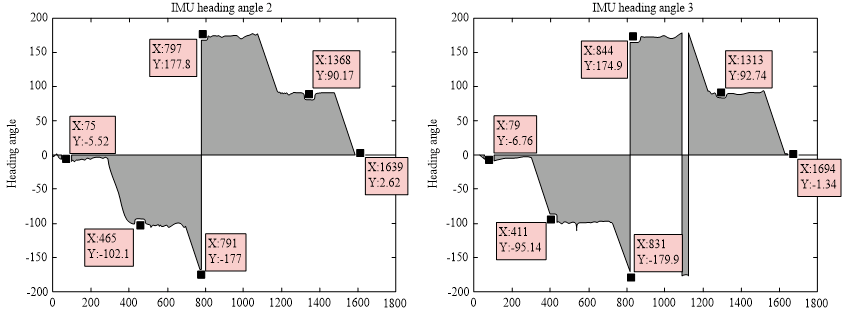 IMU heading angle 2
200
150
100
50
0
-50
-100
-150
-200
Heading angle
0 200 400 600 800 1000 1200 1400 1600 1800
X:75
Y:-5.52
X:465
Y:-102.1
X:797
Y:177.8
X:791
Y:-177
X:1368
Y:90.17
X:1639
Y:2.62
IMU heading angle 3
200
150
100
50
0
-50
-100
-150
-200
Heading angle
0 200 400 600 800 1000 1200 1400 1600 1800
X:79
Y:-6.76
X:411
Y:-95.14
X:844
Y:174.9
X:831
Y:-179.9
X:1313
Y:92.74
X:1694
Y:-1.34